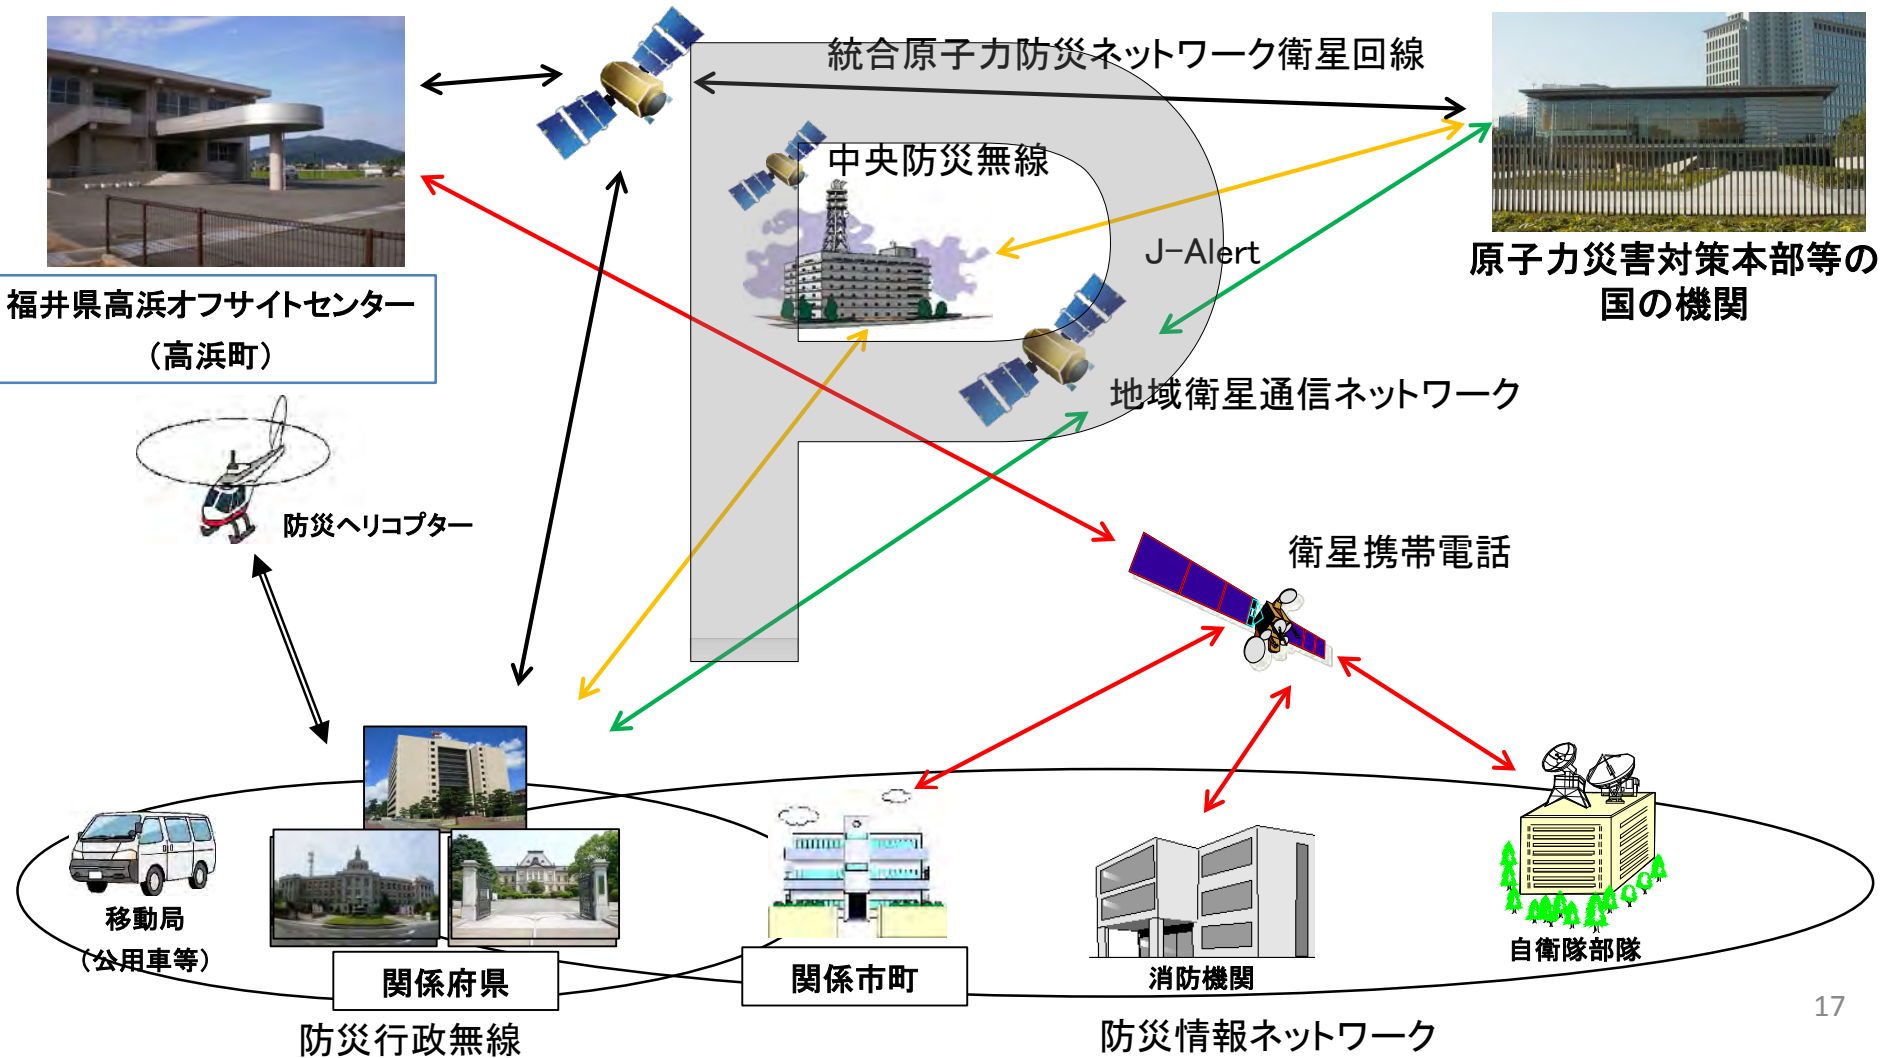 統合原子力防災ネットワーク衛星回線
中央防災無線
J-Alert
原子力災害対策本部等の
国の機関
福井県高浜オフサイトセンター
（高浜町）
地域衛星通信ネットワーク
防災ヘリコプター
衛星携帯電話
移動局
（公用車等）
関係府県
関係市町
消防機関
自衛隊部隊
防災行政無線
防災情報ネットワーク
17
P